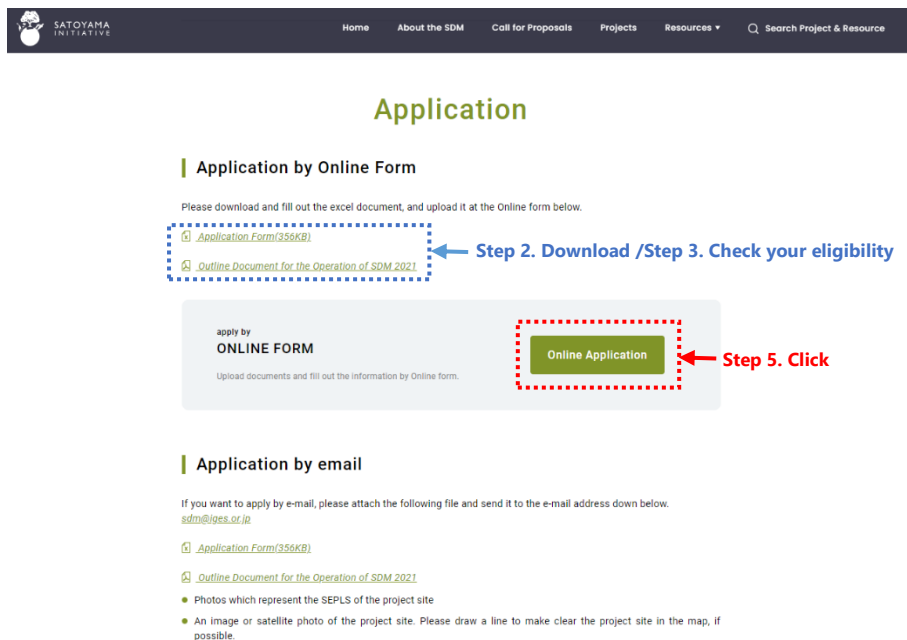 SATOYAMA
INITIATIVE
Home About the SDM Call for Proposals Projects Resources ▾ Search Project & Resource
Application
Application by Online Form
Please download and fill out the excel document, and upload it at the Online form below.
Application Form(356KB)
Outline Document for the Operation of SDM 2021
Step 2. Download /Step 3. Check your eligibility
apply by
ONLINE FORM
Upload documents and fill out the information by Online form.
Online Application
Step 5. Click
Application by email
If you want to apply by e-mail, please attach the following file and send it to the e-mail address down below.
sdm@iges.or.jp
Application Form(356KB)
Outline Document for the Operation of SDM 2021
• Photos which represent the SEPLS of the project site
• An image or satellite photo of the project site. Please draw a line to make clear the project site in the map, if
possible.